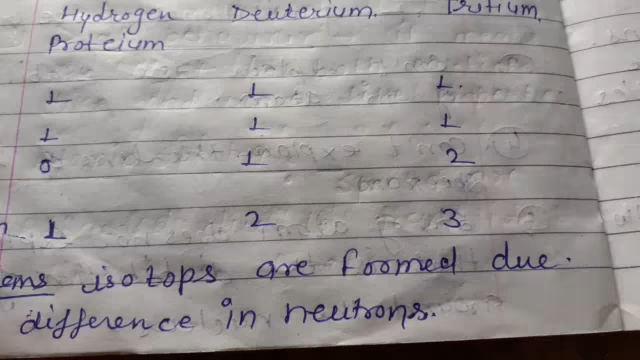 Hydrogen Deuterium. Tritium.
Proteium
1 1 1.
1 1 1
0 1 2
1 2 3
isotops are foormed due.
difference in neutrons.